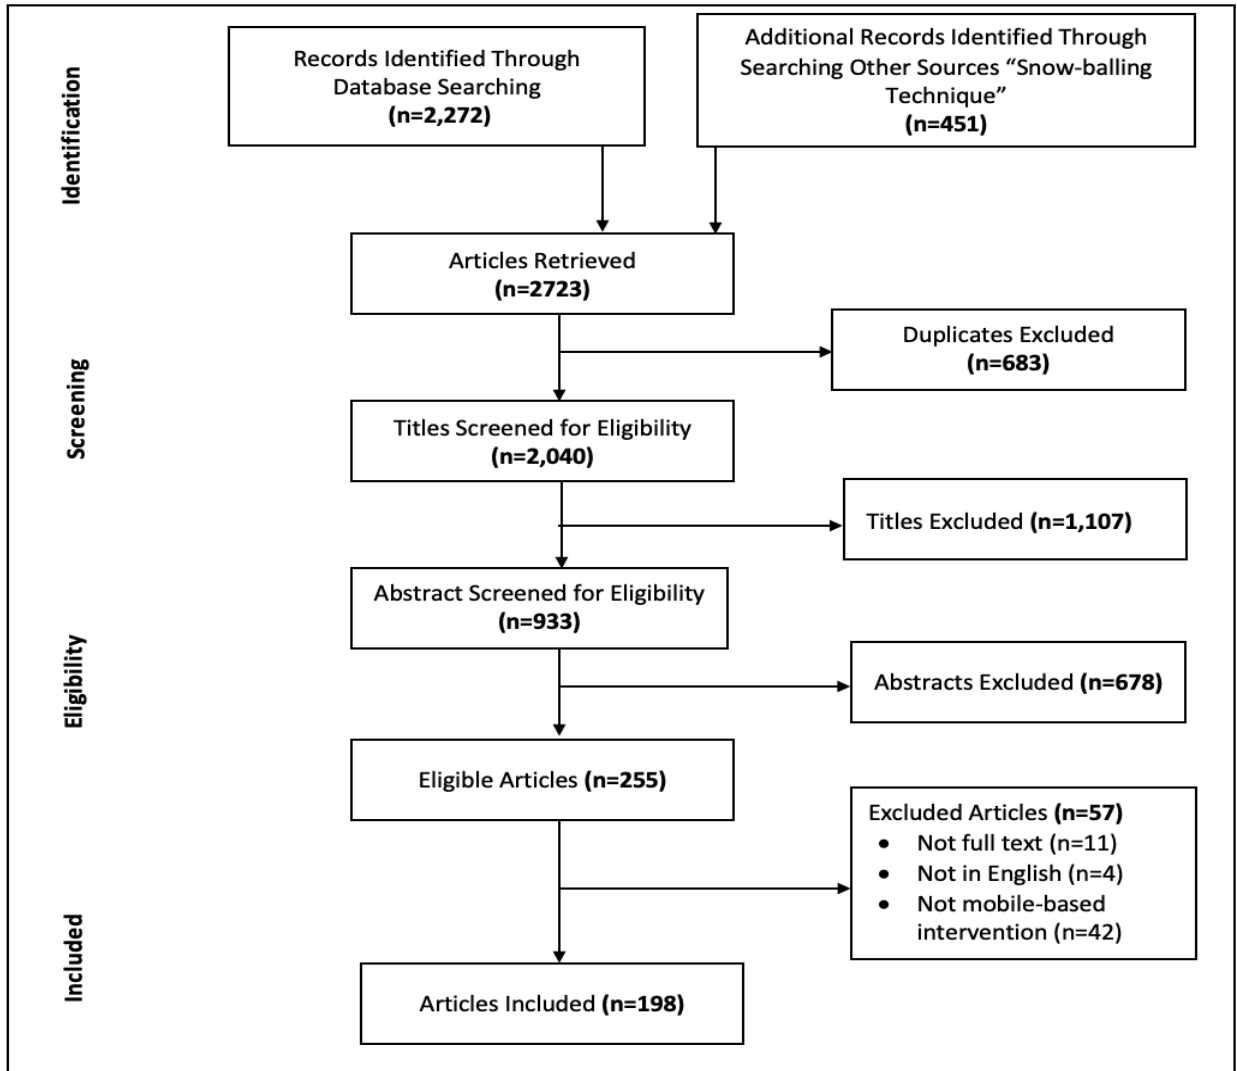 Identification
Records Identified Through
Database Searching
(n=2,272)
Additional Records Identified Through
Searching Other Sources “Snow-balling
Technique”
(n=451)
Articles Retrieved
(n=2723)
Screening
Duplicates Excluded
(n=683)
Titles Screened for Eligibility
(n=2,040)
Titles Excluded (n=1,107)
Eligibility
Abstract Screened for Eligibility
(n=933)
Abstracts Excluded (n=678)
Eligible Articles (n=255)
Excluded Articles (n=57)
• Not full text (n=11)
• Not in English (n=4)
• Not mobile-based
intervention (n=42)
Included
Articles Included (n=198)